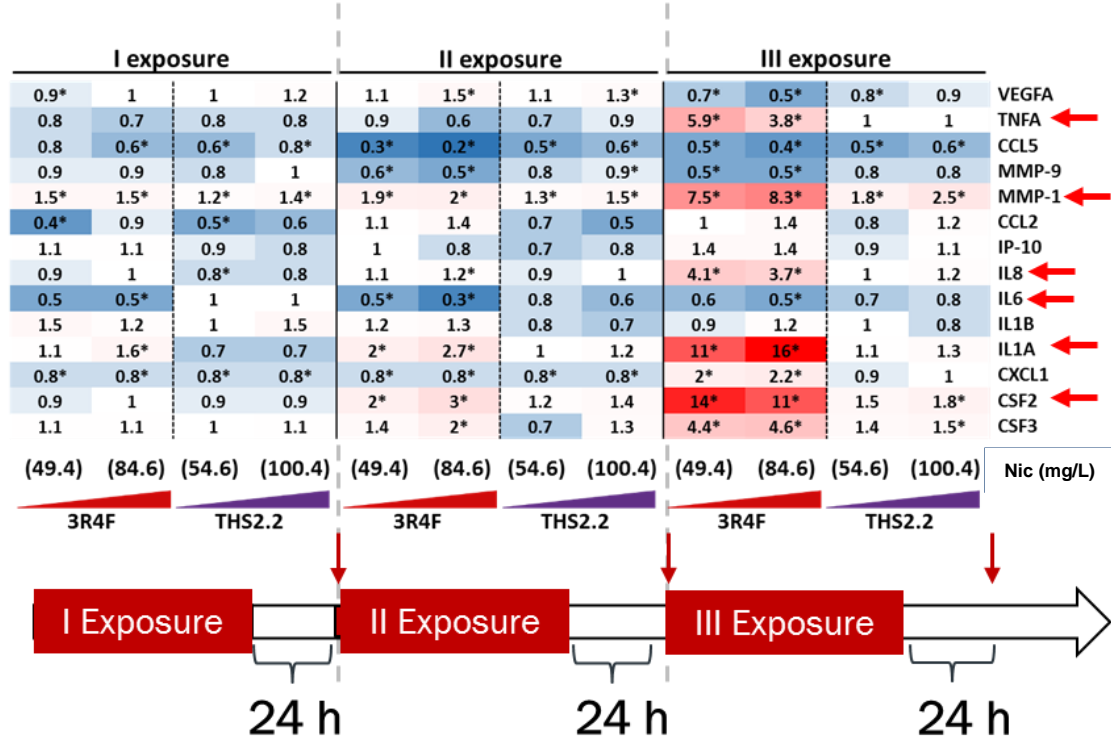 I exposure II exposure III exposure
0.9* 1 1 1.2 1.1 1.5* 1.1 1.3* 0.7* 0.5* 0.8* 0.9 VEGFA
0.8 0.7 0.8 0.8 0.9 0.6 0.7 0.9 5.9* 3.8* 1 1 TNFA
0.8 0.6* 0.6* 0.8* 0.3* 0.2* 0.5* 0.6* 0.5* 0.4* 0.5* 0.6* CCL5
0.9 0.9 0.8 1 0.6* 0.5* 0.8 0.9* 0.5* 0.5* 0.8 0.8 MMP-9
1.5* 1.5* 1.2* 1.4* 1.9* 2* 1.3* 1.5* 7.5* 8.3* 1.8* 2.5* MMP-1
0.4* 0.9 0.5* 0.6 1.1 1.4 0.7 0.5 1 1.4 0.8 1.2 CCL2
1.1 1.1 0.9 0.8 1 0.8 0.7 0.8 1.4 1.4 0.9 1.1 IP-10
0.9 1 0.8* 0.8 1.1 1.2* 0.9 1 4.1* 3.7* 1 1.2 IL8
0.5 0.5* 1 1 0.5* 0.3* 0.8 0.6 0.6 0.5* 0.7 0.8 IL6
1.5 1.2 1 1.5 1.2 1.3 0.8 0.7 0.9 1.2 1 0.8 IL1B
1.1 1.6* 0.7 0.7 2* 2.7* 1 1.2 11* 16* 1.1 1.3 IL1A
0.8* 0.8* 0.8* 0.8* 0.8* 0.8* 0.8* 0.8* 2* 2.2* 0.9 1 CXCL1
0.9 1 0.9 0.9 2* 3* 1.2 1.4 14* 11* 1.5 1.8* CSF2
1.1 1.1 1 1.1 1.4 2* 0.7 1.3 4.4* 4.6* 1.4 1.5* CSF3
(49.4) (84.6) (54.6) (100.4) (49.4) (84.6) (54.6) (100.4) (49.4) (84.6) (54.6) (100.4) Nic (mg/L)
3R4F THS2.2 3R4F THS2.2 3R4F THS2.2
I Exposure II Exposure III Exposure
24 h 24 h 24 h